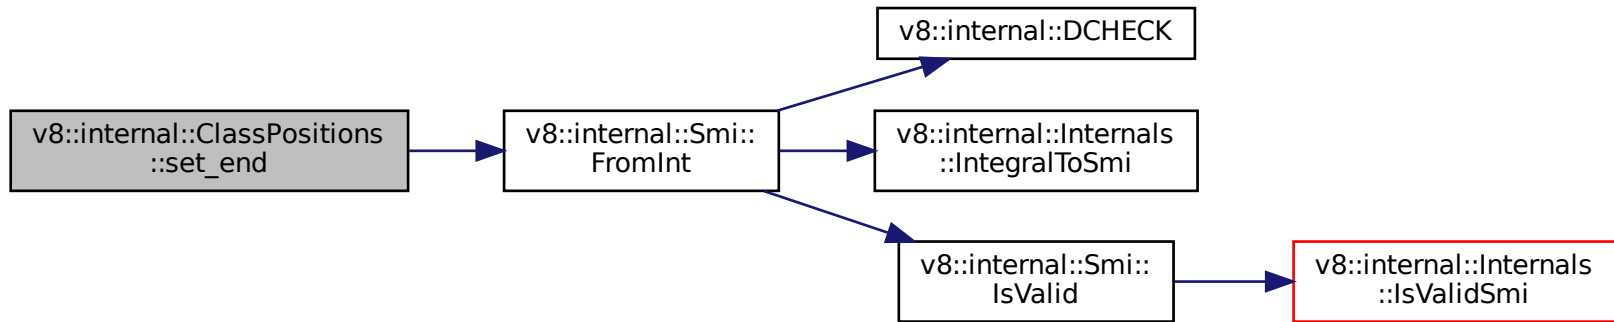 v8::internal::DCHECK
v8::internal::ClassPositions
::set_end
v8::internal::Smi::
FromInt
v8::internal::Internals
::IntegralToSmi
v8::internal::Smi::
IsValid
v8::internal::Internals
::IsValidSmi